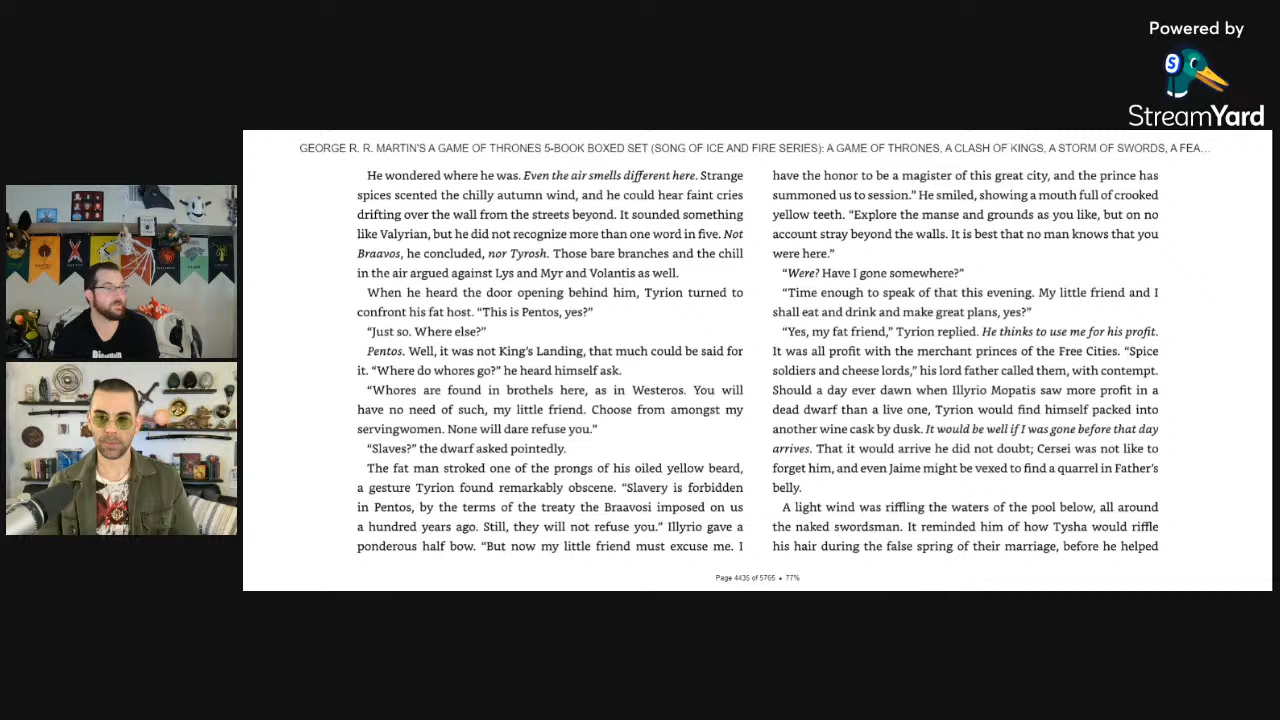 Powered by
S
StreamYard
GEORGE R. R. MARTIN'S A GAME OF THRONES 5-BOOK BOXED SET (SONG OF ICE AND FIRE SERIES): A GAME OF THRONES, A CLASH OF KINGS, A STORM OF SWORDS, A FEA…
He wondered where he was. Even the air smells different here. Strange
spices scented the chilly autumn wind, and he could hear faint cries
drifting over the wall from the streets beyond. It sounded something
like Valyrian, but he did not recognize more than one word in five. Not
Braavos, he concluded, nor Tyrosh. Those bare branches and the chill
in the air argued against Lys and Myr and Volantis as well.
When he heard the door opening behind him, Tyrion turned to
confront his fat host. “This is Pentos, yes?”
“Just so. Where else?”
Pentos. Well, it was not King’s Landing, that much could be said for
it. “Where do whores go?” he heard himself ask.
“Whores are found in brothels here, as in Westeros. You will
have no need of such, my little friend. Choose from amongst my
servingwomen. None will dare refuse you.”
“Slaves?” the dwarf asked pointedly.
The fat man stroked one of the prongs of his oiled yellow beard,
a gesture Tyrion found remarkably obscene. “Slavery is forbidden
in Pentos, by the terms of the treaty the Braavosi imposed on us
a hundred years ago. Still, they will not refuse you.” Illyrio gave a
ponderous half bow. “But now my little friend must excuse me. I
have the honor to be a magister of this great city, and the prince has
summoned us to session.” He smiled, showing a mouth full of crooked
yellow teeth. “Explore the manse and grounds as you like, but on no
account stray beyond the walls. It is best that no man knows that you
were here.”
“Were? Have I gone somewhere?”
“Time enough to speak of that this evening. My little friend and I
shall eat and drink and make great plans, yes?”
“Yes, my fat friend,” Tyrion replied. He thinks to use me for his profit.
It was all profit with the merchant princes of the Free Cities. “Spice
soldiers and cheese lords,” his lord father called them, with contempt.
Should a day ever dawn when Illyrio Mopatis saw more profit in a
dead dwarf than a live one, Tyrion would find himself packed into
another wine cask by dusk. It would be well if I was gone before that day
arrives. That it would arrive he did not doubt; Cersei was not like to
forget him, and even Jaime might be vexed to find a quarrel in Father’s
belly.
A light wind was riffling the waters of the pool below, all around
the naked swordsman. It reminded him of how Tysha would riffle
his hair during the false spring of their marriage, before he helped
Page 4435 of 5765 • 77%